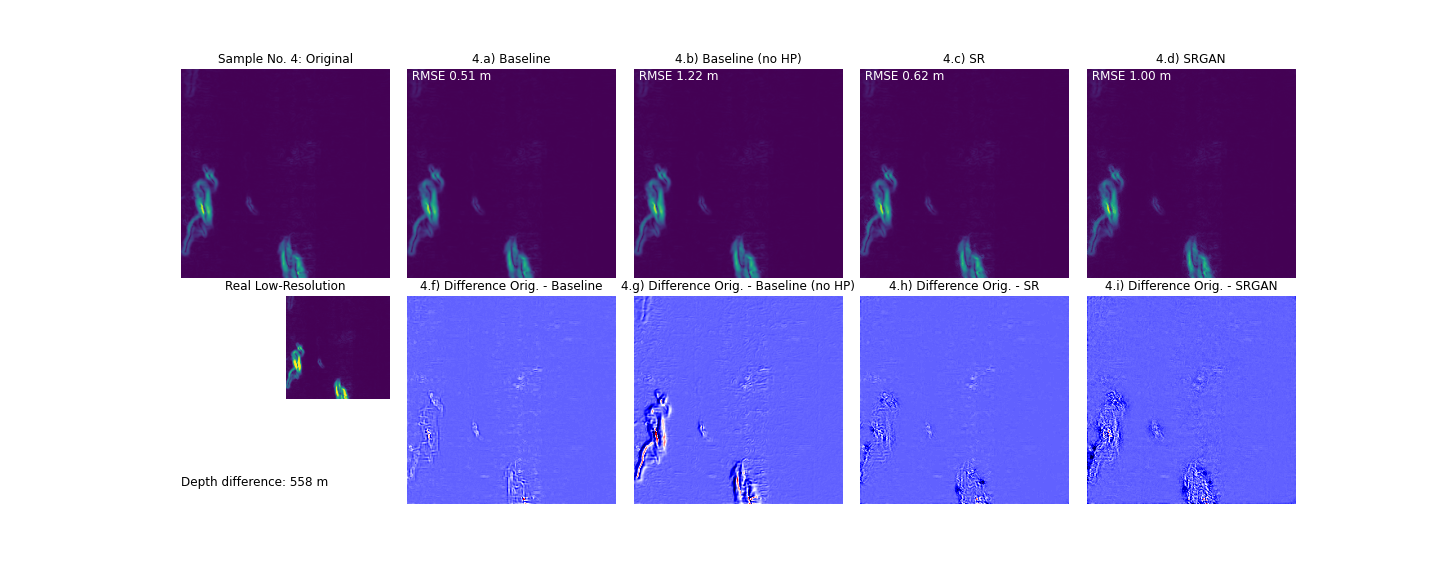 Sample No. 4: Original
4.a) Baseline
4.b) Baseline (no HP)
4.c) SR
4.d) SRGAN
RMSE 0.51 m
RMSE 1.22 m
RMSE 0.62 m
RMSE 1.00 m
Real Low-Resolution
4.f) Difference Orig. - Baseline
4.g) Difference Orig. - Baseline (no HP)
4.h) Difference Orig. - SR
4.i) Difference Orig. - SRGAN
Depth difference: 558 m